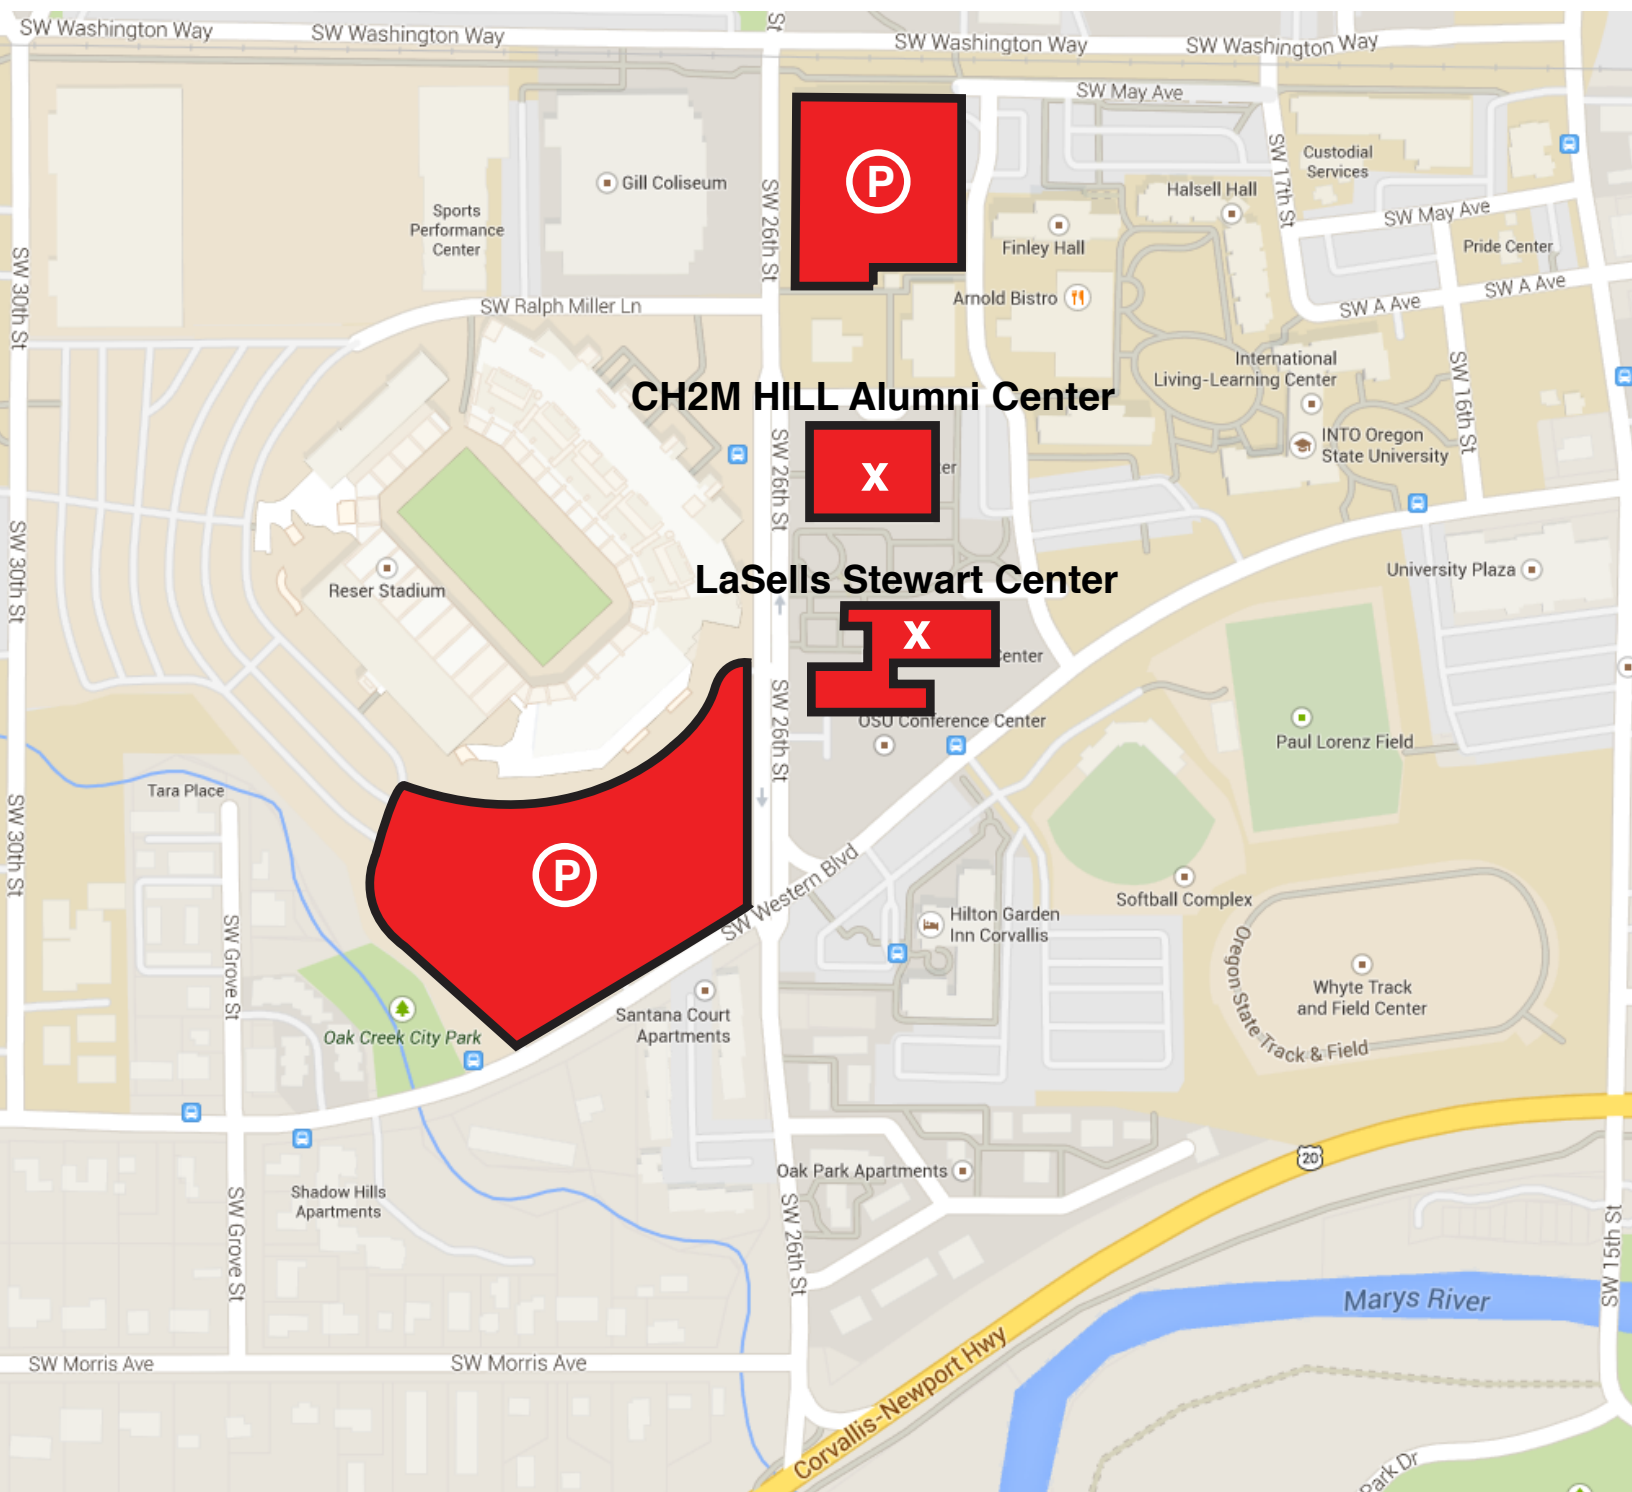 SW Washington Way
SW Washington Way
St
SW Washington Way
SW Washington Way
SW May Ave
P
SW 17th St
Custodial
Services
Gill Coliseum
SW 26th St
Halsell Hall
Sports
Performance
Center
SW May Ave
Finley Hall
Pride Center
SW 30th St
Arnold Bistro
SW A Ave
SW A Ave
SW Ralph Miller Ln
International
Living-Learning Center
SW 16th St
CH2M HILL Alumni Center
X
ter
SW 26th St
INTO Oregon
State University
SW 30th St
Reser Stadium
LaSells Stewart Center
X
Center
University Plaza
SW 26th St
OSU Conference Center
Paul Lorenz Field
Tara Place
SW 30th St
P
SW Western Blvd
Softball Complex
Hilton Garden
Inn Corvallis
SW Grove St
Whyte Track
and Field Center
Oregon State Track & Field
Santana Court
Apartments
Oak Creek City Park
20
Oak Park Apartments
Shadow Hills
Apartments
SW Grove St
SW 26th St
SW 15th St
Marys River
SW Morris Ave
SW Morris Ave
Corvallis-Newport Hwy
Park Dr